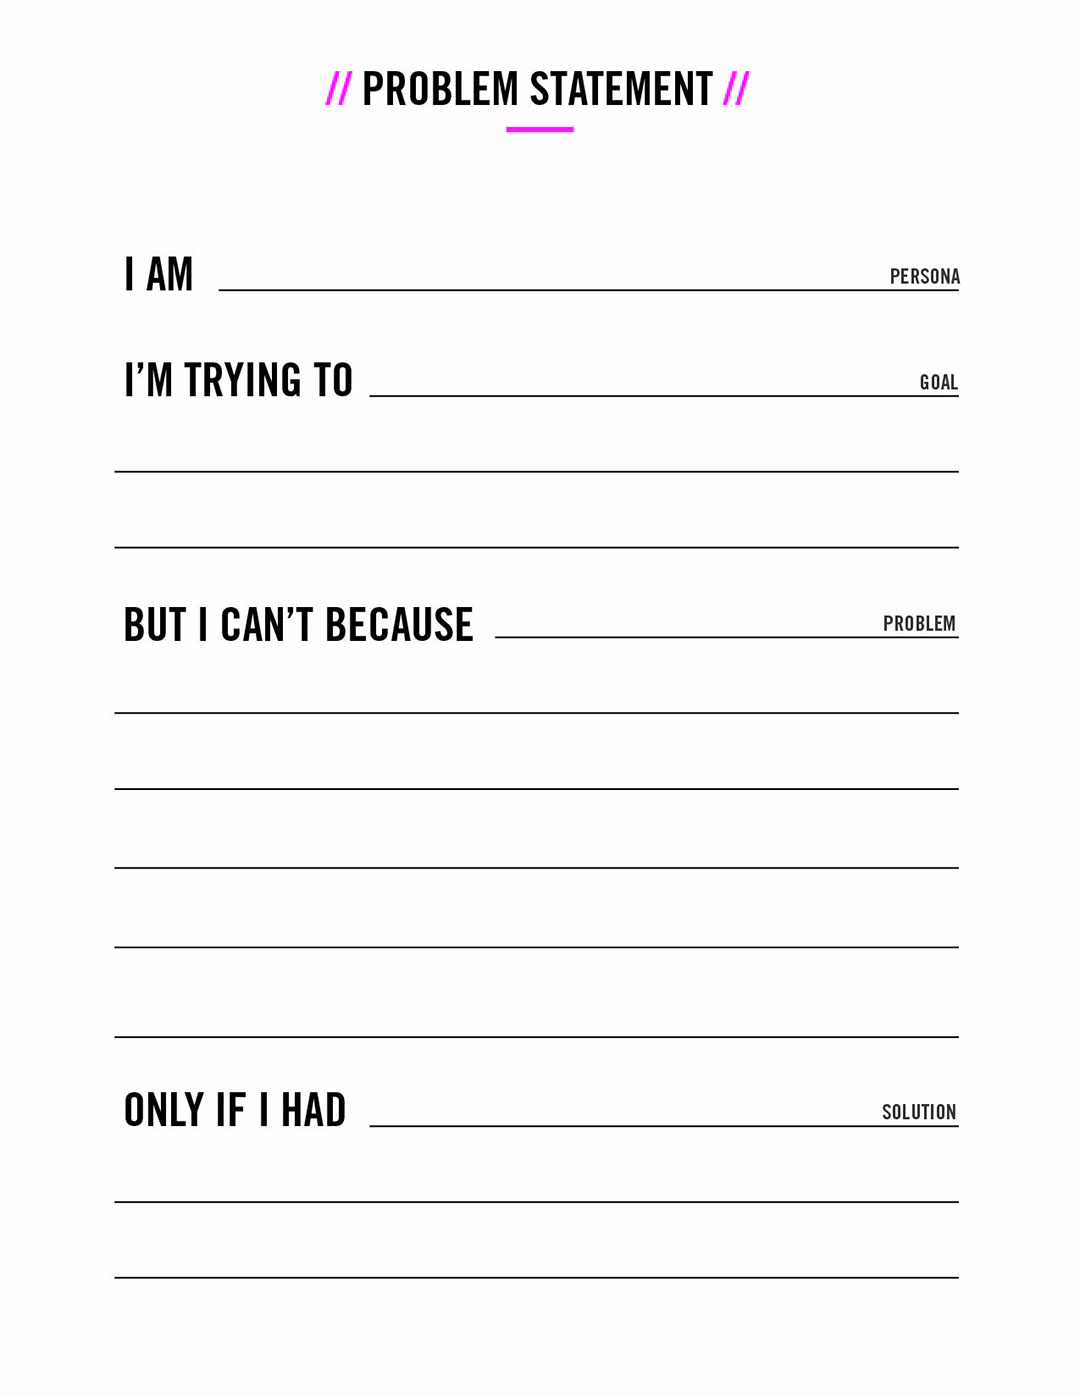 // PROBLEM STATEMENT //
I AM PERSONA
I’M TRYING TO GOAL
BUT I CAN’T BECAUSE PROBLEM
ONLY IF I HAD SOLUTION